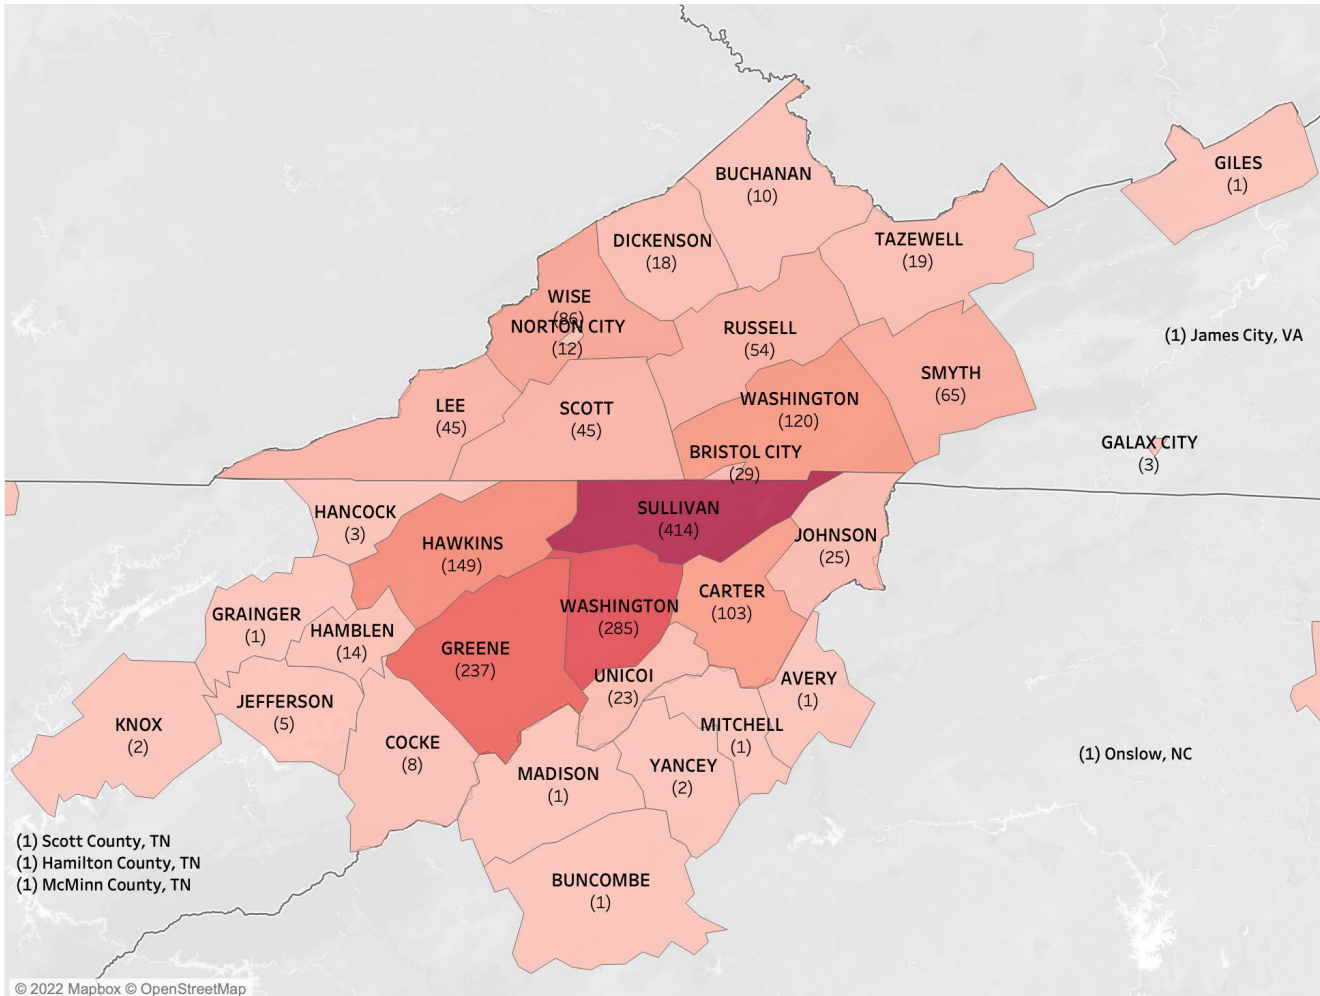 BUCHANAN
(10)
GILES
(1)
DICKENSON
(18)
TAZEWELL
(19)
WISE
(86)
NORTON CITY
(12)
RUSSELL
(54)
(1) James City, VA
SMYTH
(65)
LEE
(45)
SCOTT
(45)
WASHINGTON
(120)
BRISTOL CITY
(29)
GALAX CITY
(3)
HANCOCK
(3)
SULLIVAN
(414)
HAWKINS
(149)
JOHNSON
(25)
CARTER
(103)
WASHINGTON
(285)
GRAINGER
(1)
HAMBLEN
(14)
GREENE
(237)
UNICOI
(23)
AVERY
(1)
JEFFERSON
(5)
KNOX
(2)
MITCHELL
(1)
COCKE
(8)
MADISON
(1)
YANCEY
(2)
(1) Onslow, NC
(1) Scott County, TN
(1) Hamilton County, TN
(1) McMinn County, TN
BUNCOMBE
(1)
© 2022 Mapbox © OpenStreetMap